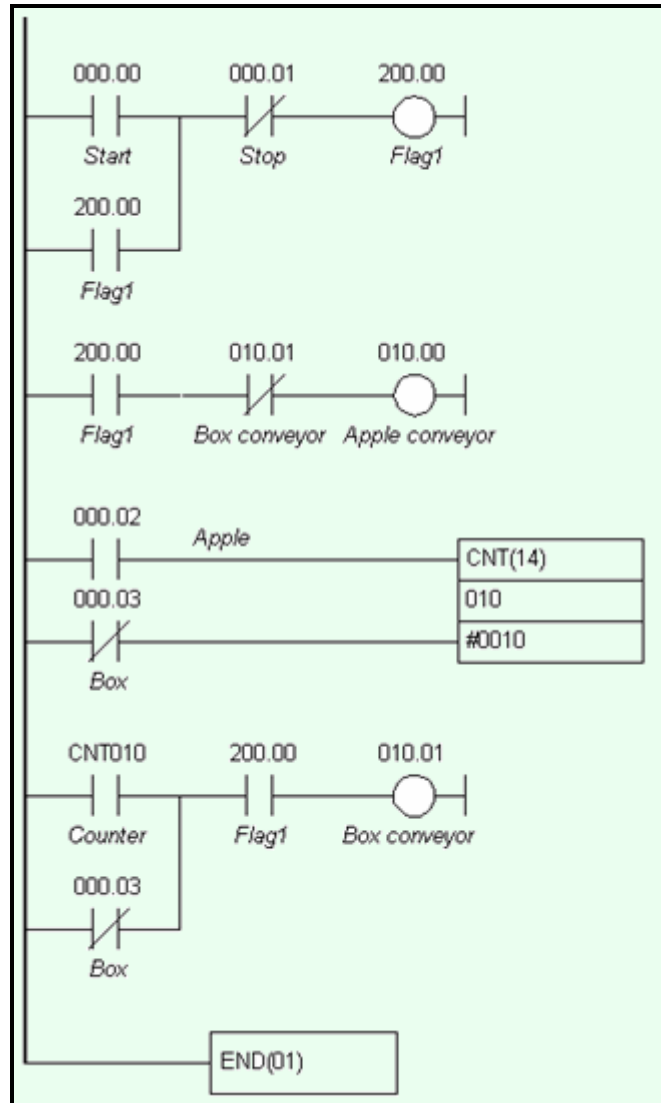 000.00 000.01 200.00
Start Stop Flag1
200.00
Flag1
200.00 010.01 010.00
Flag1 Box conveyor Apple conveyor
000.02
Apple
CNT(14)
000.03
010
#0010
Box
CNT010 200.00 010.01
Counter Flag1 Box conveyor
000.03
Box
END(01)